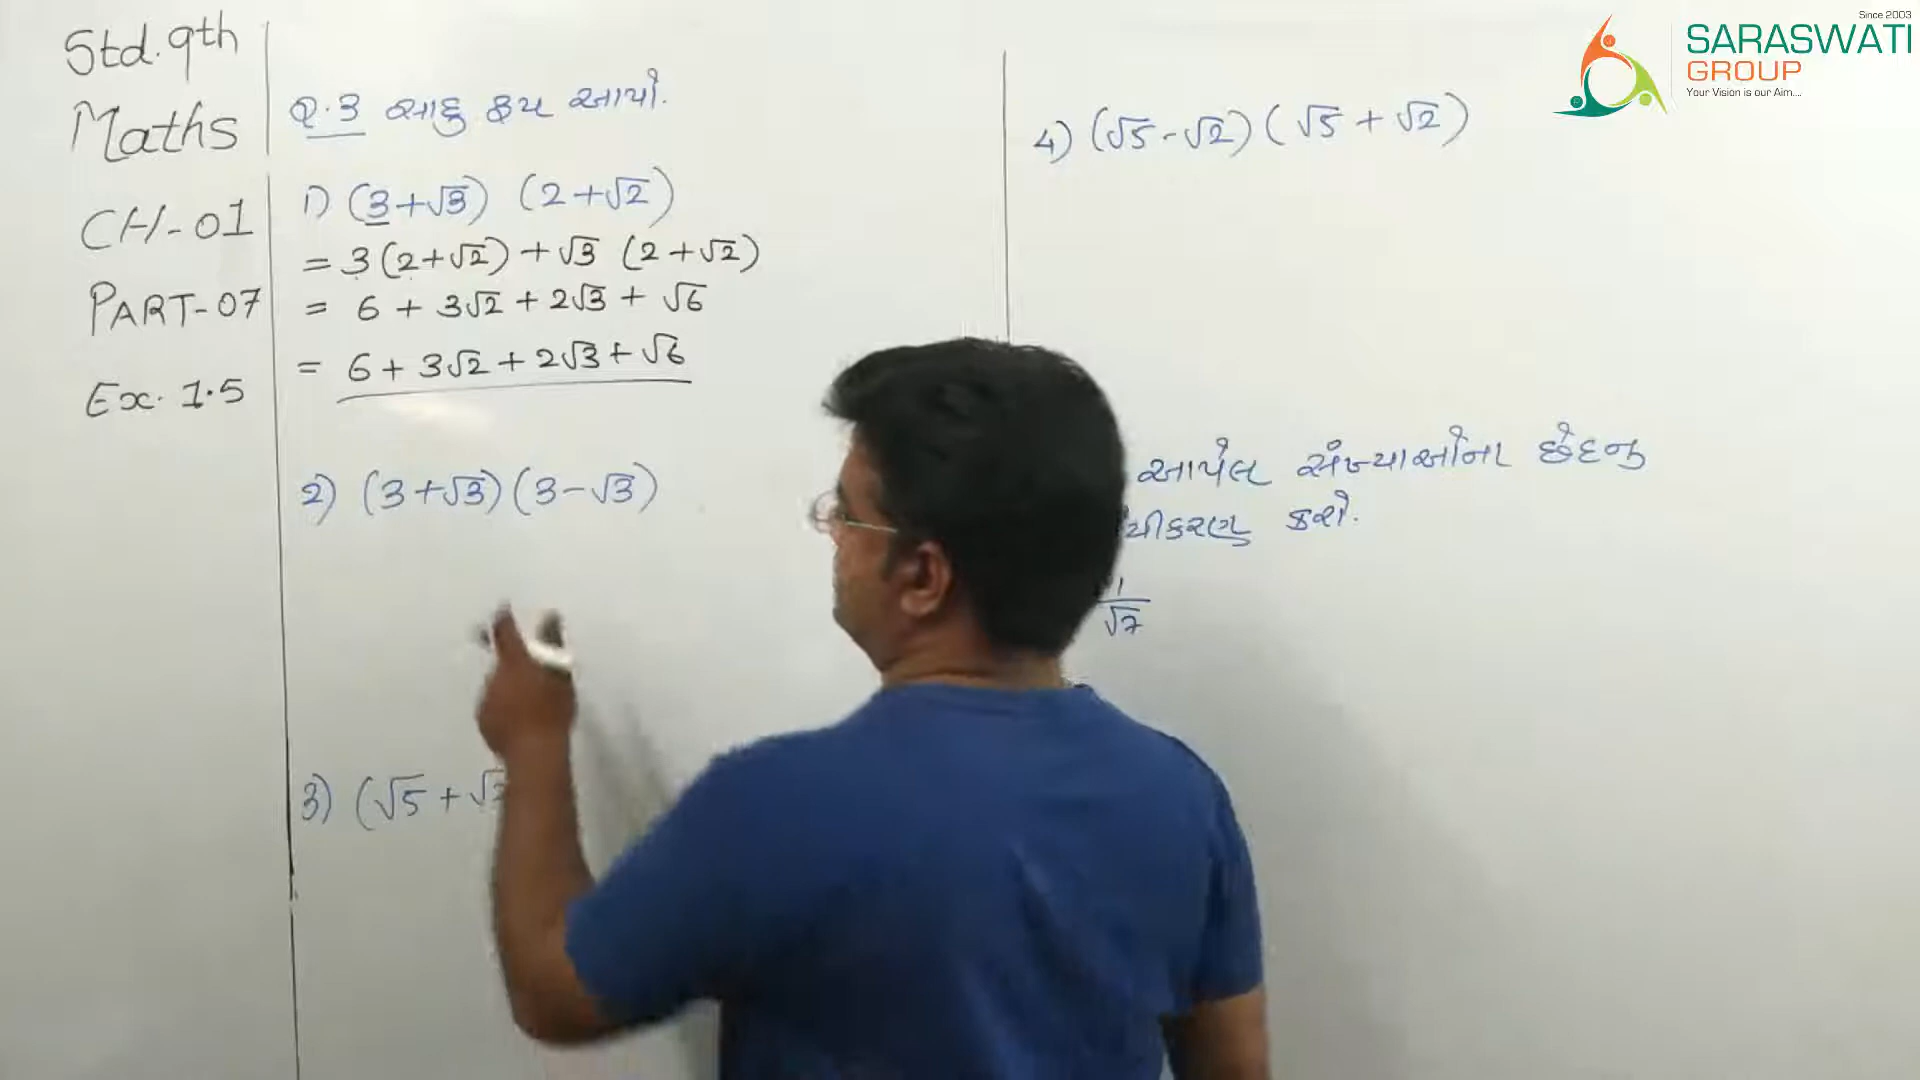 Std. 9th
Maths
CH-01
PART-07
Ex. 1.5
પ્ર.3 સાદુ રૂપ આપો.
1) (3+√3) (2+√2)
= 3(2+√2)+√3 (2+√2)
= 6 + 3√2 + 2√3 + √6
= 6 + 3√2 + 2√3 + √6
2) (3+√3)(3-√3)
3) (√5 + √
4) (√5-√2)(√5 + √2)
આપેલ સંખ્યાઓના છેદનુ
યીકરણ કરો.
1
√7
Since 2003
SARASWATI
GROUP
Your Vision is our Aim....